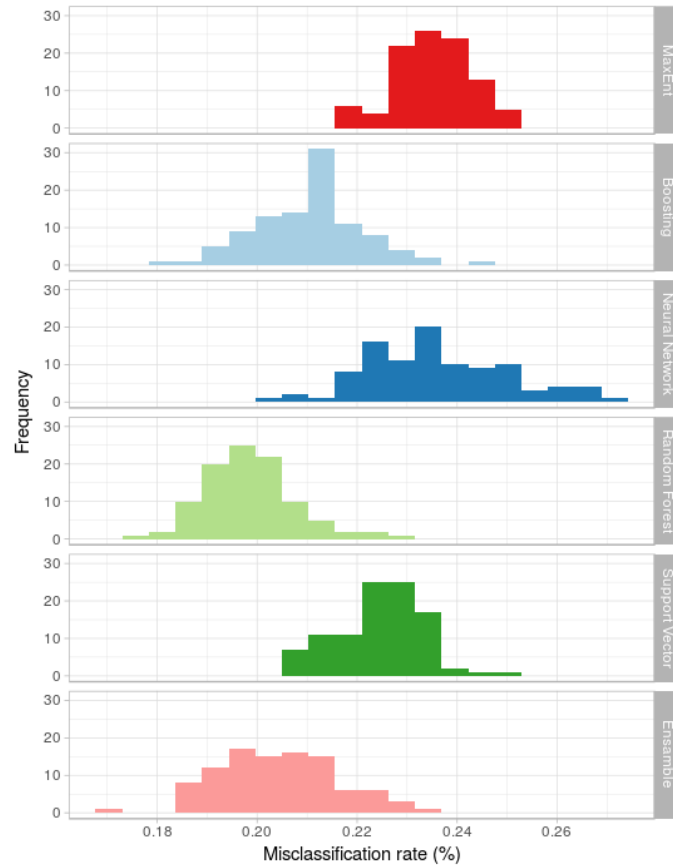 30
20
10
0
MaxEnt
30
20
10
0
Boosting
30
20
10
0
Neural Network
30
20
10
0
Random Forest
30
20
10
0
Support Vector
30
20
10
0
Ensamble
Frequency
0.18 0.20 0.22 0.24 0.26
Misclassification rate (%)